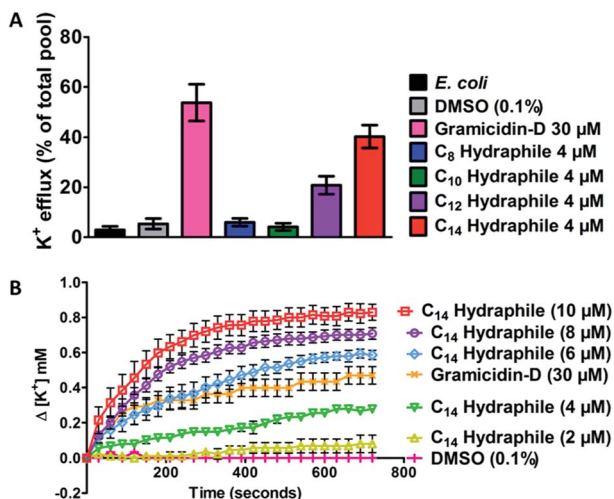 A
K⁺ efflux (% of total pool)
80
60
40
20
0
E. coli
DMSO (0.1%)
Gramicidin-D 30 µM
C₈ Hydraphile 4 µM
C₁₀ Hydraphile 4 µM
C₁₂ Hydraphile 4 µM
C₁₄ Hydraphile 4 µM
B
Δ [K⁺] mM
1.0
0.8
0.6
0.4
0.2
0.0
-0.2
200
400
600
800
Time (seconds)
C₁₄ Hydraphile (10 µM)
C₁₄ Hydraphile (8 µM)
C₁₄ Hydraphile (6 µM)
Gramicidin-D (30 µM)
C₁₄ Hydraphile (4 µM)
C₁₄ Hydraphile (2 µM)
DMSO (0.1%)